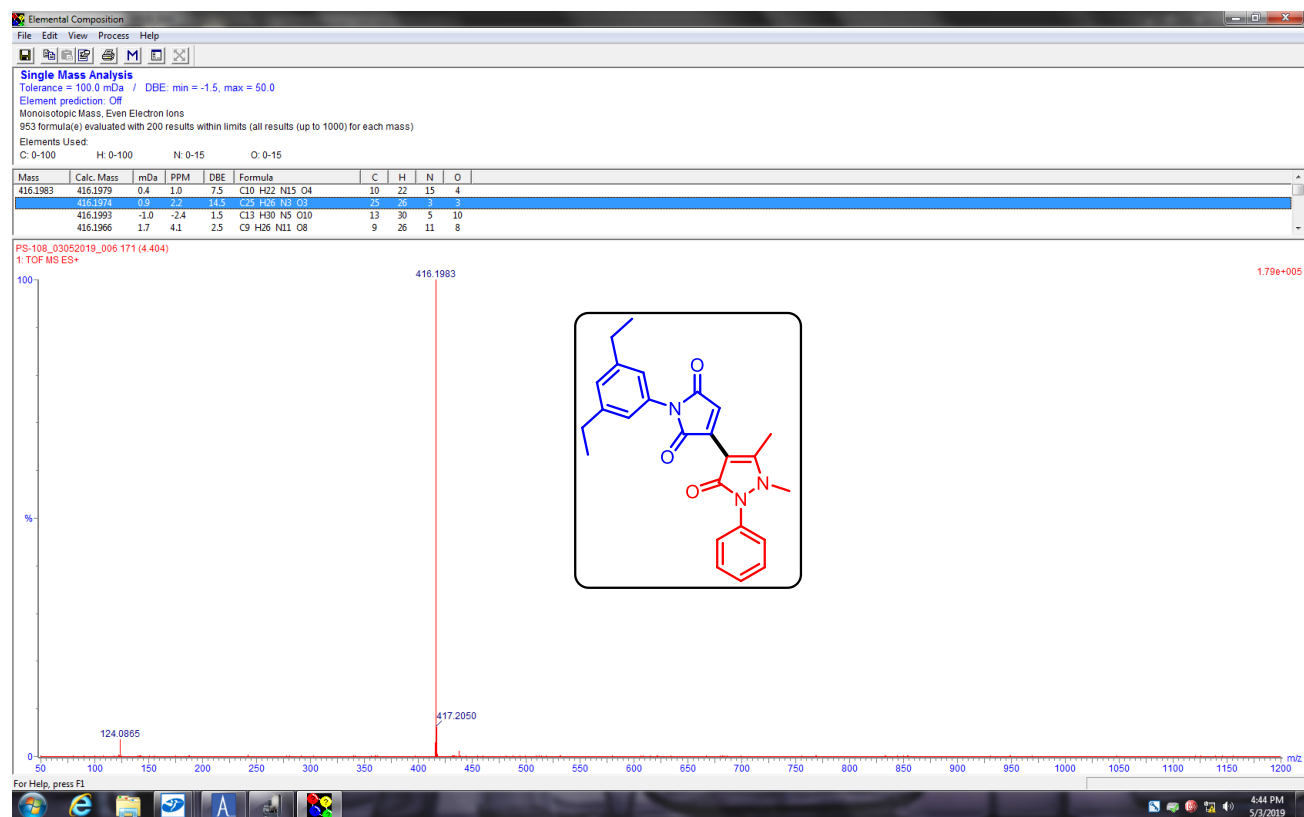 Elemental Composition
File Edit View Process Help
M
Single Mass Analysis
Tolerance = 100.0 mDa / DBE: min = -1.5, max = 50.0
Element prediction: Off
Monoisotopic Mass, Even Electron Ions
953 formula(e) evaluated with 200 results within limits (all results (up to 1000) for each mass)
Elements Used:
C: 0-100 H: 0-100 N: 0-15 O: 0-15
Mass Calc. Mass mDa PPM DBE Formula C H N O
416.1983 416.1979 0.4 1.0 7.5 C10 H22 N15 O4 10 22 15 4
416.1974 0.9 2.2 14.5 C25 H26 N3 O3 25 26 3 3
416.1993 -1.0 -2.4 1.5 C13 H30 N5 O10 13 30 5 10
416.1966 1.7 4.1 2.5 C9 H26 N11 O8 9 26 11 8
PS-108_03052019_006 171 (4.404)
1: TOF MS ES+
1.79e+005
416.1983
100
O
N
O
O
N
N
%
417.2050
124.0865
0
50 100 150 200 250 300 350 400 450 500 550 600 650 700 750 800 850 900 950 1000 1050 1100 1150 1200
m/z
For Help, press F1
A
4:44 PM
5/3/2019